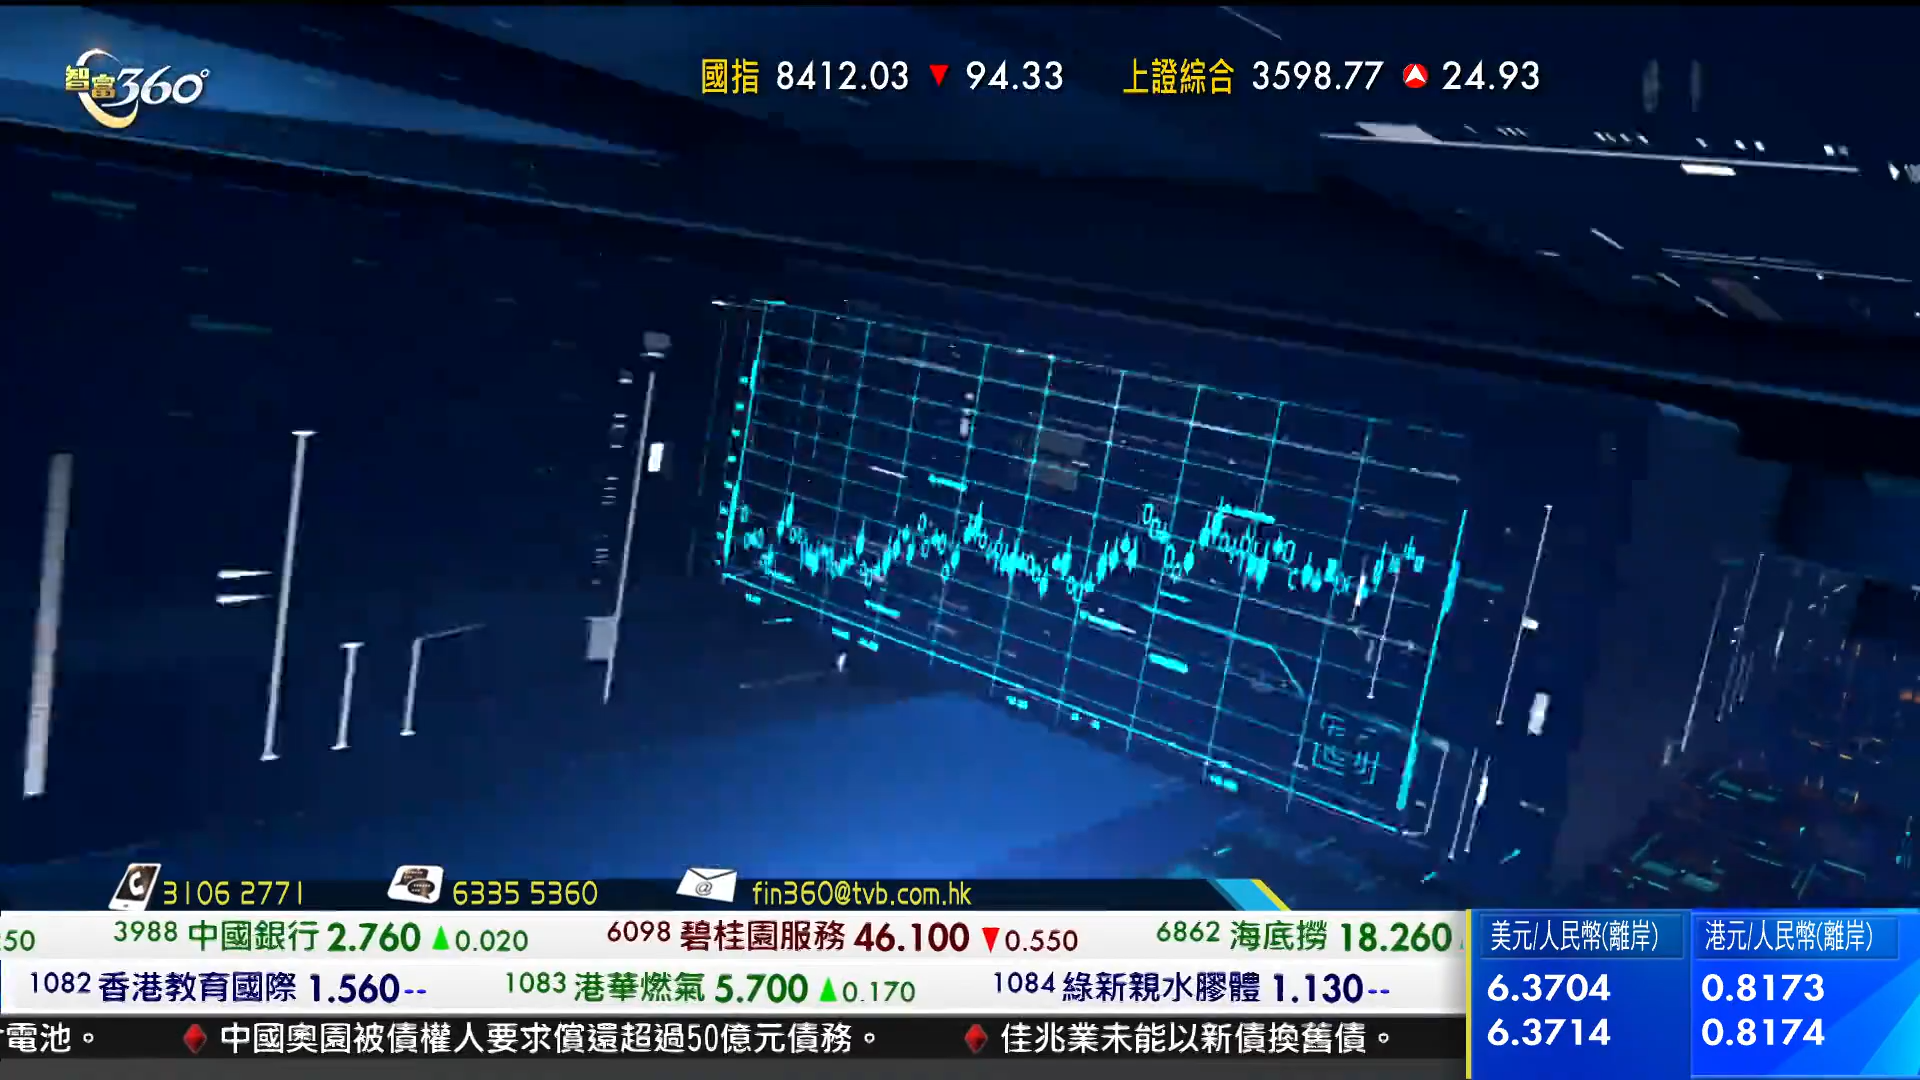 智富360°
國指 8412.03 ▼ 94.33 上證綜合 3598.77 24.93
3106 2771 6335 5360 fin360@tvb.com.hk
:50 3988 中國銀行 2.760 ▲0.020 6098 碧桂園服務 46.100 ▼0.550 6862 海底撈 18.260
1082 香港教育國際 1.560-- 1083 港華燃氣 5.700 ▲0.170 1084 綠新親水膠體 1.130--
電池。 ◆ 中國奧園被債權人要求償還超過50億元債務。 ◆ 佳兆業未能以新債換舊債。
美元/人民幣(離岸) 港元/人民幣(離岸)
6.3704 0.8173
6.3714 0.8174